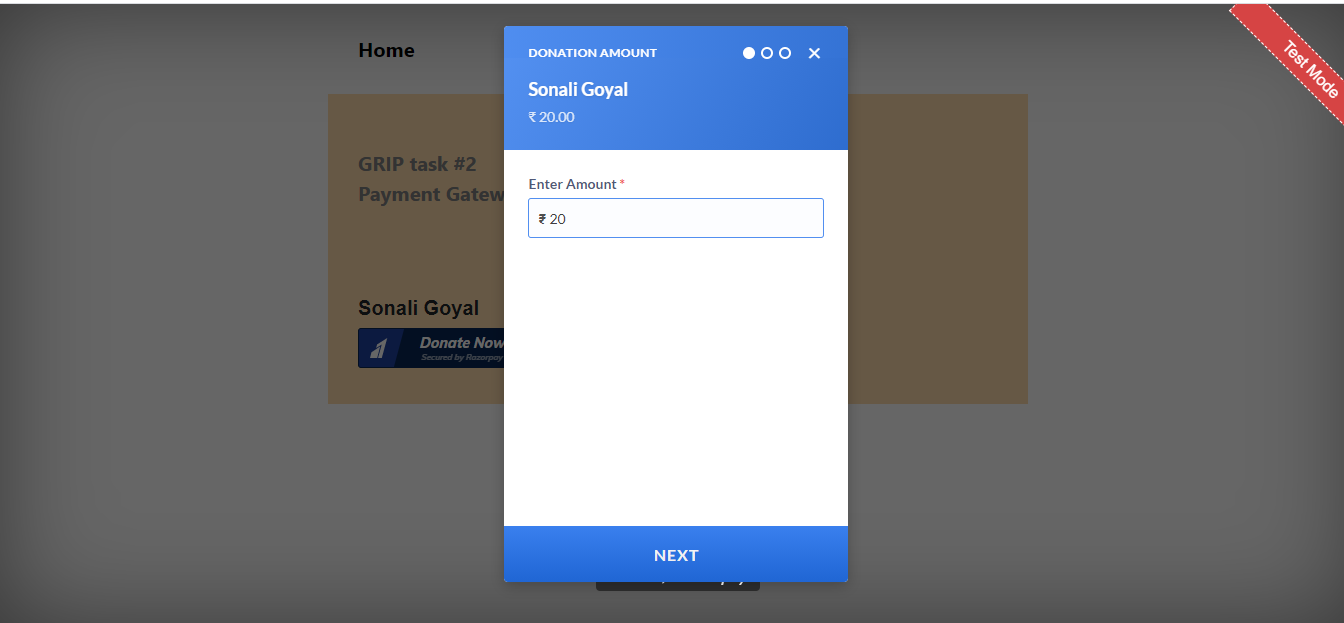 Home
DONATION AMOUNT
Test Mode
Sonali Goyal
₹ 20.00
GRIP task #2
Payment Gatew
Enter Amount *
₹ 20
Sonali Goyal
Donate Now
Secured by Razorpay
NEXT